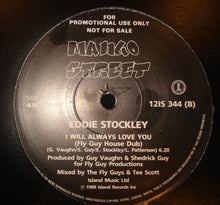 FOR
PROMOTIONAL USE ONLY
NOT FOR SALE
MANGO
STREET
45
12IS 344 (B)
EDDIE STOCKLEY
I WILL ALWAYS LOVE YOU
(Fly Guy House Dub)
(G. Vaughn/S. Guy/E. Stockley/L. Patterson) 6.20
Produced by Guy Vaughn & Shedrick Guy
for Fly Guy Productions
Mixed by The Fly Guys & Tee Scott
Island Music Ltd
℗ 1988 Island Records Inc